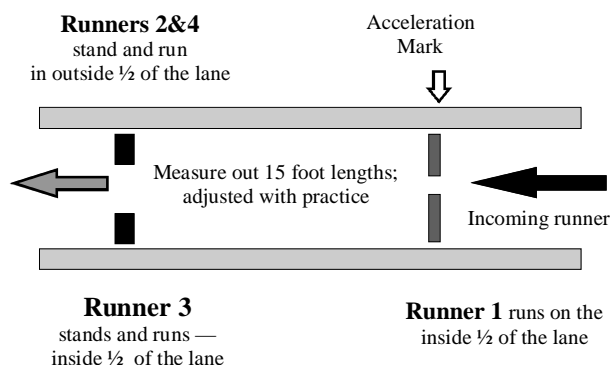 Runners 2&4
stand and run
in outside ½ of the lane
Acceleration
Mark
Measure out 15 foot lengths;
adjusted with practice
Incoming runner
Runner 3
stands and runs —
inside ½ of the lane
Runner 1 runs on the
inside ½ of the lane